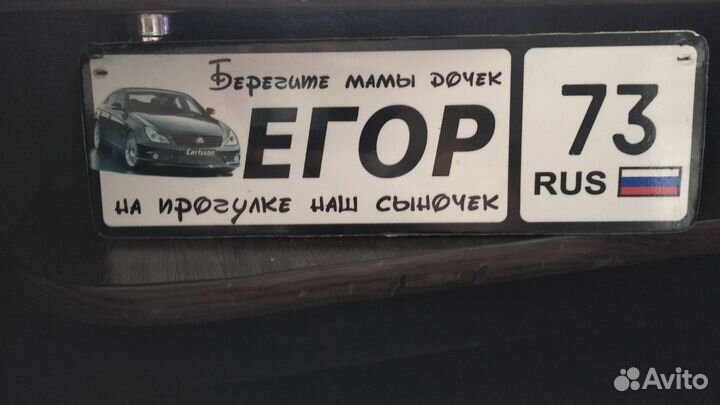 Берегите мамы дочек
Carlsson
ЕГОР
на прогулке наш сыночек
73
RUS
Avito